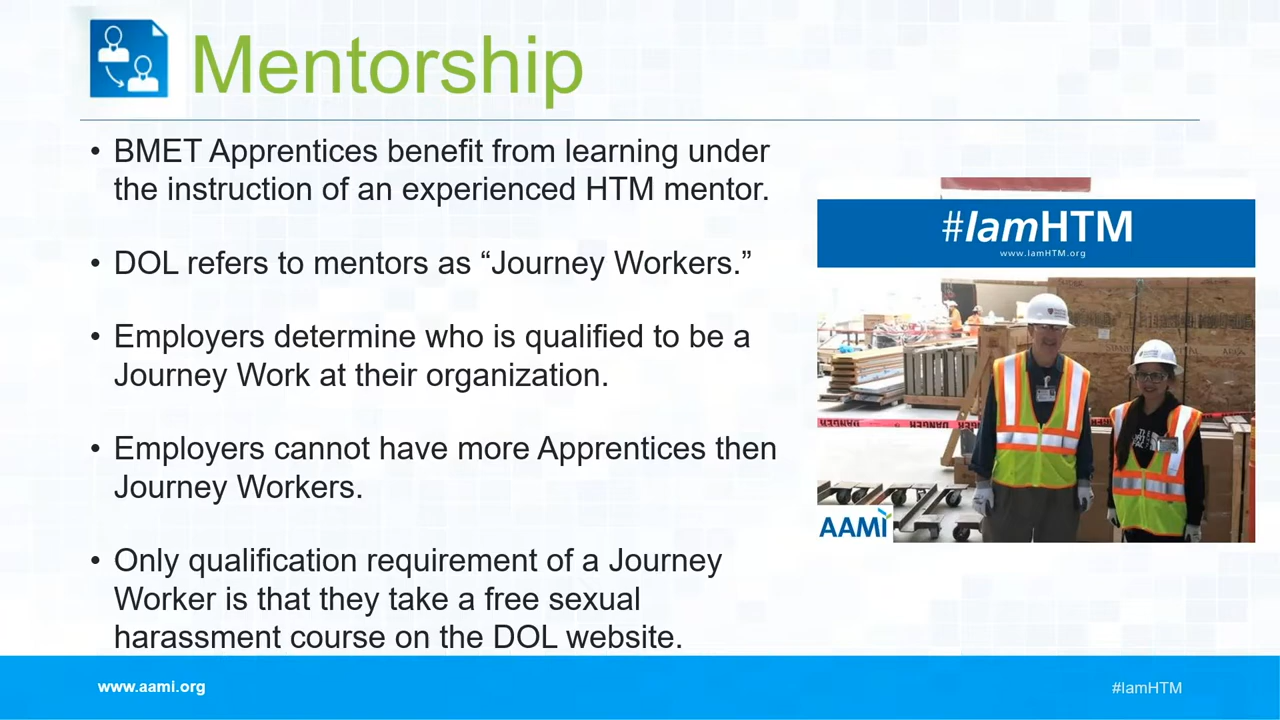 Mentorship
• BMET Apprentices benefit from learning under
the instruction of an experienced HTM mentor.
• DOL refers to mentors as “Journey Workers.”
• Employers determine who is qualified to be a
Journey Work at their organization.
• Employers cannot have more Apprentices then
Journey Workers.
• Only qualification requirement of a Journey
Worker is that they take a free sexual
harassment course on the DOL website.
#IamHTM
www.IamHTM.org
DANGER
AAMI
www.aami.org
#IamHTM